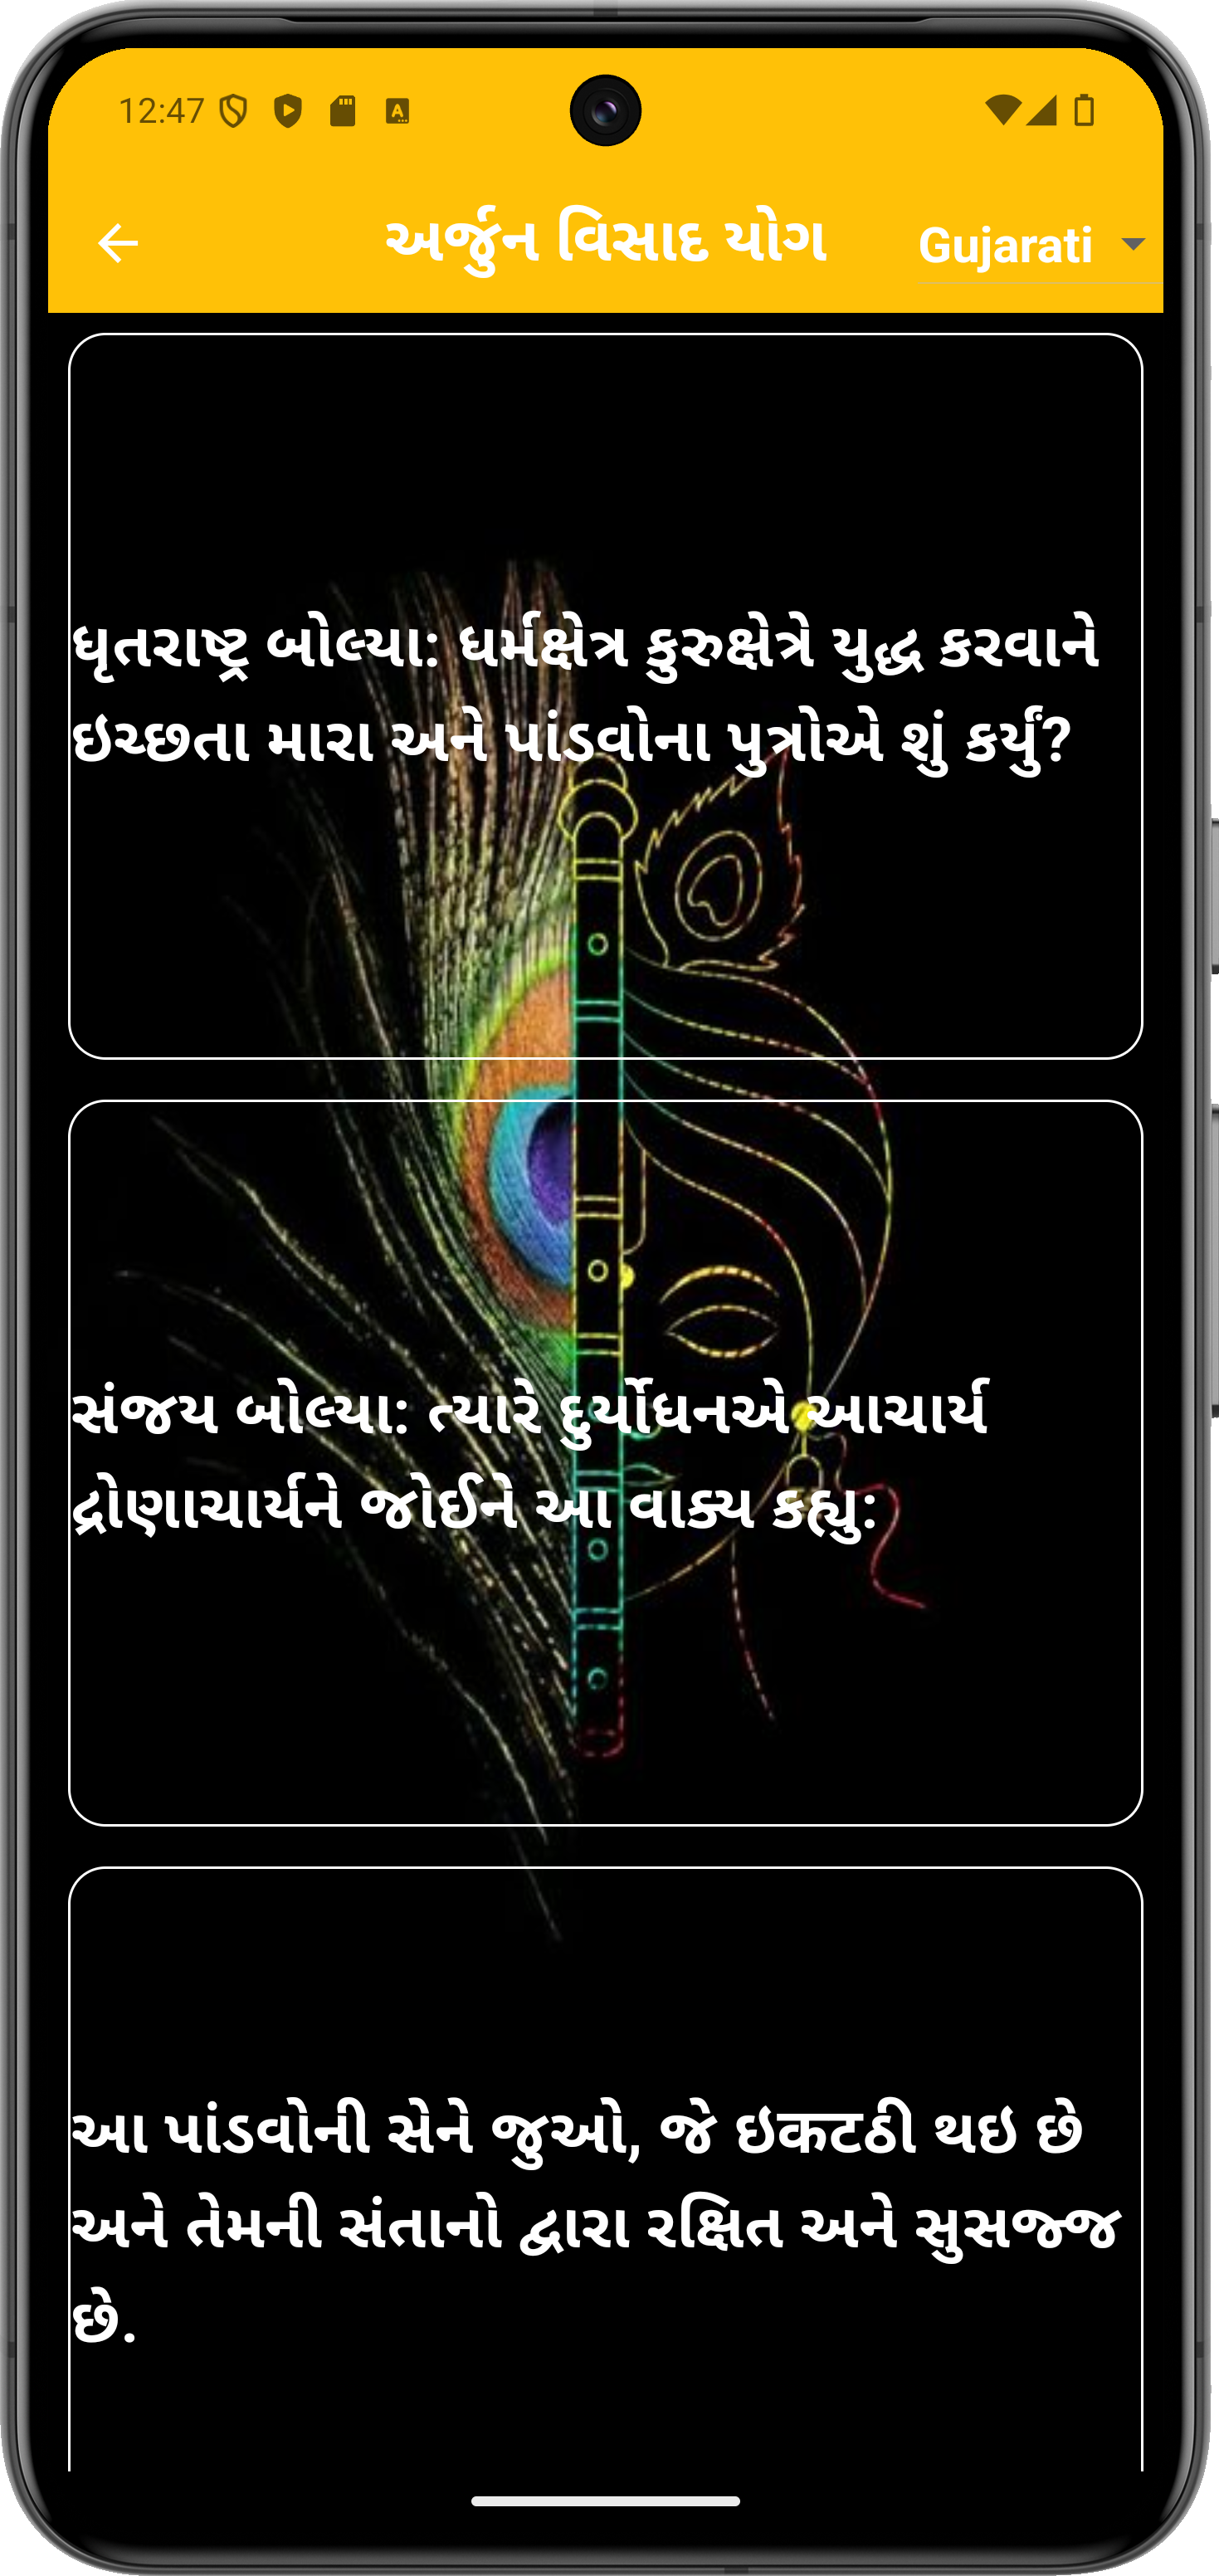 12:47
અર્જુન વિસાદ યોગ
Gujarati
ધૃતરાષ્ટ્ર બોલ્યા: ધર્મક્ષેત્ર કુરુક્ષેત્રે યુદ્ધ કરવાને
ઇચ્છતા મારા અને પાંડવોના પુત્રોએ શું કર્યું?
સંજય બોલ્યા: ત્યારે દુર્યોધનએ આચાર્ય
દ્રોણાચાર્યને જોઈને આ વાક્ય કહ્યુ:
આ પાંડવોની સેને જુઓ, જે ઇकટઠી થઇ છે
અને તેમની સંતાનો દ્વારા રક્ષિત અને સુસજ્જ
છે.